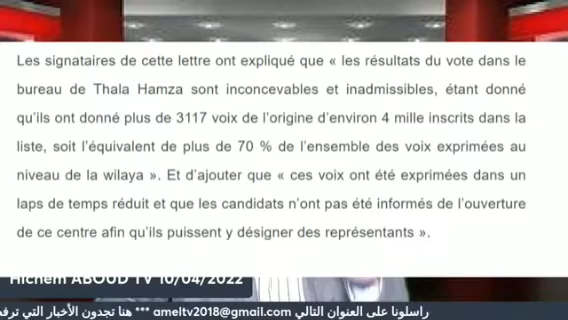 Les signataires de cette lettre ont expliqué que « les résultats du vote dans le
bureau de Thala Hamza sont inconcevables et inadmissibles, étant donné
qu'ils ont donné plus de 3117 voix de l'origine d'environ 4 mille inscrits dans la
liste, soit l'équivalent de plus de 70 % de l'ensemble des voix exprimées au
niveau de la wilaya ». Et d'ajouter que « ces voix ont été exprimées dans un
laps de temps réduit et que les candidats n'ont pas été informés de l'ouverture
de ce centre afin qu'ils puissent y désigner des représentants ».
Hichem ABOUD TV 10/04/2022
راسلونا على العنوان التالي ameltv2018@gmail.com *** هنا تجدون الأخبار التي